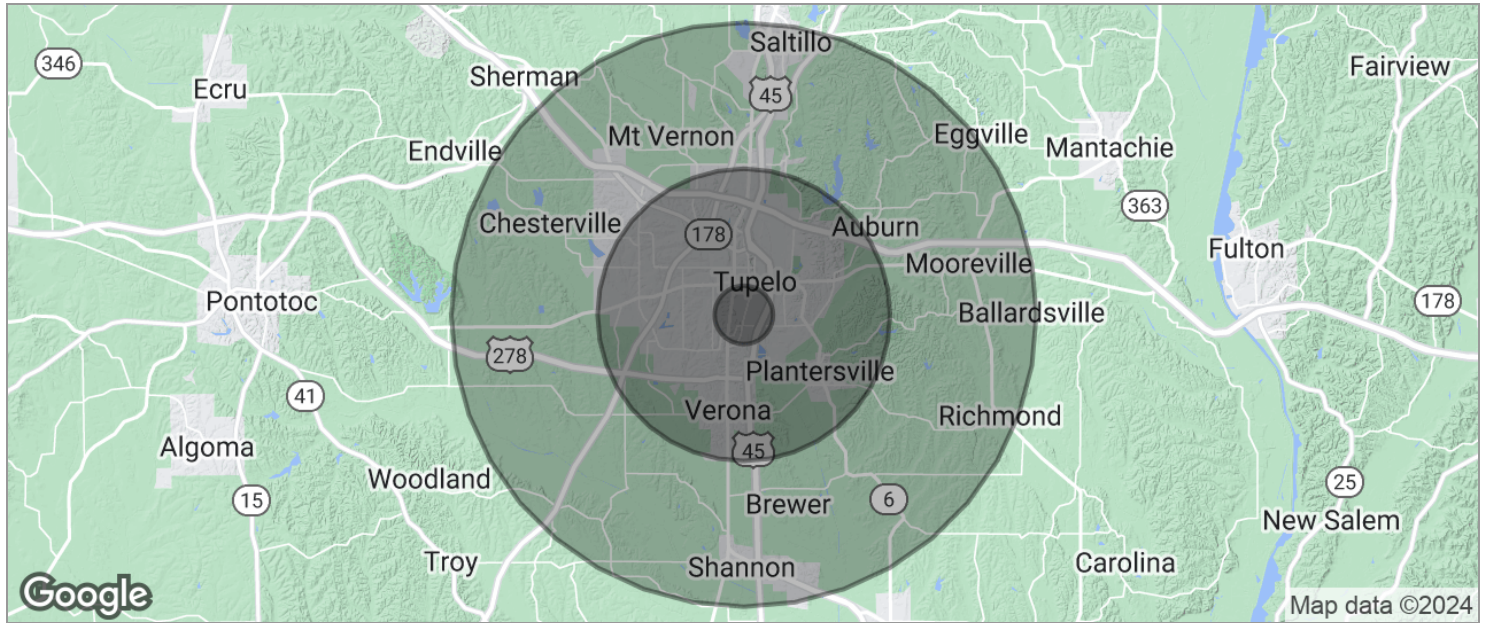 Saltillo
346
Fairview
Sherman
Ecru
45
Mt Vernon
Eggville
Mantachie
Endville
363
Chesterville
Auburn
178
Fulton
Mooreville
Tupelo
Pontotoc
178
Ballardsville
278
Plantersville
41
Verona
Richmond
Algoma
45
Woodland
25
15
6
Brewer
New Salem
Troy
Carolina
Shannon
Google
Map data ©2024